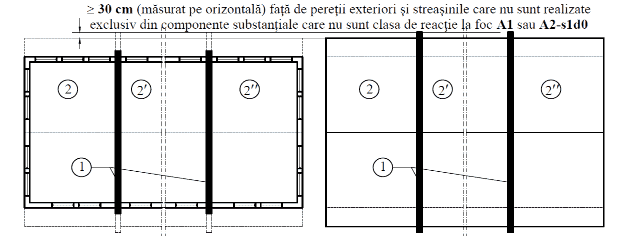 ≥ 30 cm (măsurat pe orizontală) față de pereții exteriori și streașinile care nu sunt realizate
exclusiv din componente substanțiale care nu sunt clasa de reacție la foc A1 sau A2-s1d0
2 2′ 2″ 2 2′ 2″
1 1